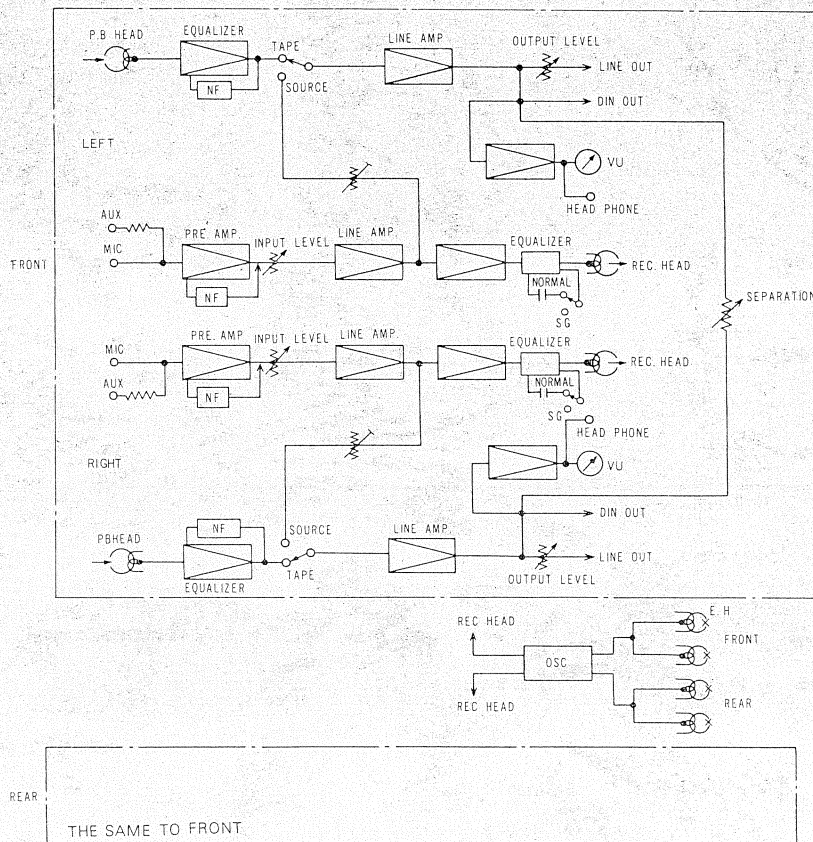 P.B HEAD
EQUALIZER
NF
TAPE
SOURCE
LINE AMP
OUTPUT LEVEL
LINE OUT
DIN OUT
VU
HEAD PHONE
LEFT
AUX
MIC
PRE AMP.
NF
INPUT LEVEL
LINE AMP.
EQUALIZER
NORMAL
SG
REC. HEAD
FRONT
SEPARATION
MIC
AUX
PRE. AMP
NF
INPUT LEVEL
LINE AMP.
EQUALIZER
NORMAL
SG
REC. HEAD
HEAD PHONE
VU
RIGHT
DIN OUT
SOURCE
TAPE
LINE AMP.
LINE OUT
OUTPUT LEVEL
PBHEAD
NF
EQUALIZER
REC HEAD
OSC
REC HEAD
E.H
FRONT
REAR
REAR
THE SAME TO FRONT